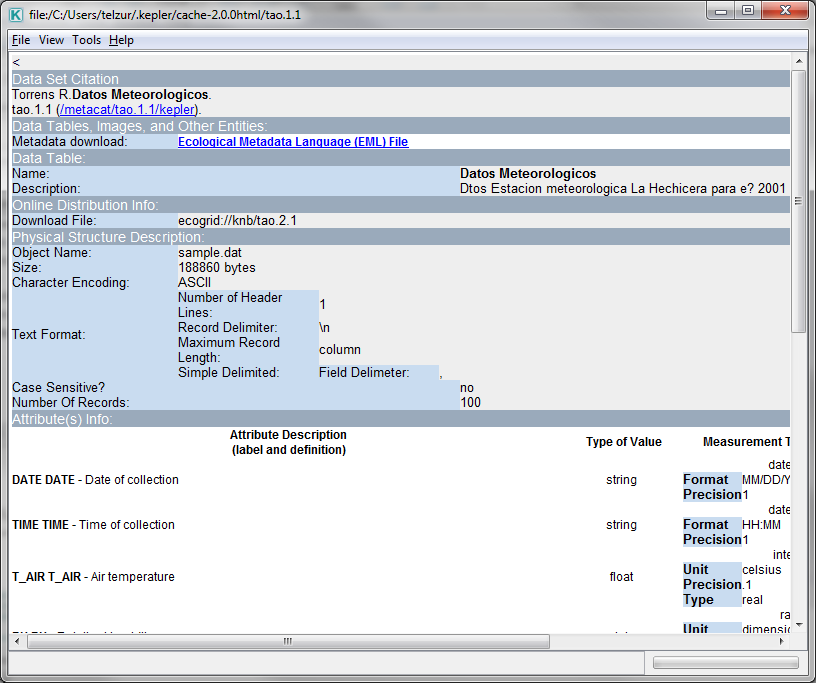 file:/C:/Users/telzur/.kepler/cache-2.0.0html/tao.1.1
File View Tools Help
<
Data Set Citation
Torrens R.Datos Meteorologicos.
tao.1.1 (/metacat/tao.1.1/kepler).
Data Tables, Images, and Other Entities:
Metadata download: Ecological Metadata Language (EML) File
Data Table:
Name: Datos Meteorologicos
Description: Dtos Estacion meteorologica La Hechicera para e? 2001
Online Distribution Info:
Download File: ecogrid://knb/tao.2.1
Physical Structure Description:
Object Name: sample.dat
Size: 188860 bytes
Character Encoding: ASCII
Text Format:
Number of Header
Lines: 1
Record Delimiter: \n
Maximum Record
Length: column
Simple Delimited: Field Delimeter: ,
Case Sensitive? no
Number Of Records: 100
Attribute(s) Info:
Attribute Description
(label and definition) Type of Value Measurement T
date
DATE DATE - Date of collection string Format MM/DD/Y
Precision 1
date
TIME TIME - Time of collection string Format HH:MM
Precision 1
inte
T_AIR T_AIR - Air temperature float Unit celsius
Precision .1
Type real
ra
Unit dimensio